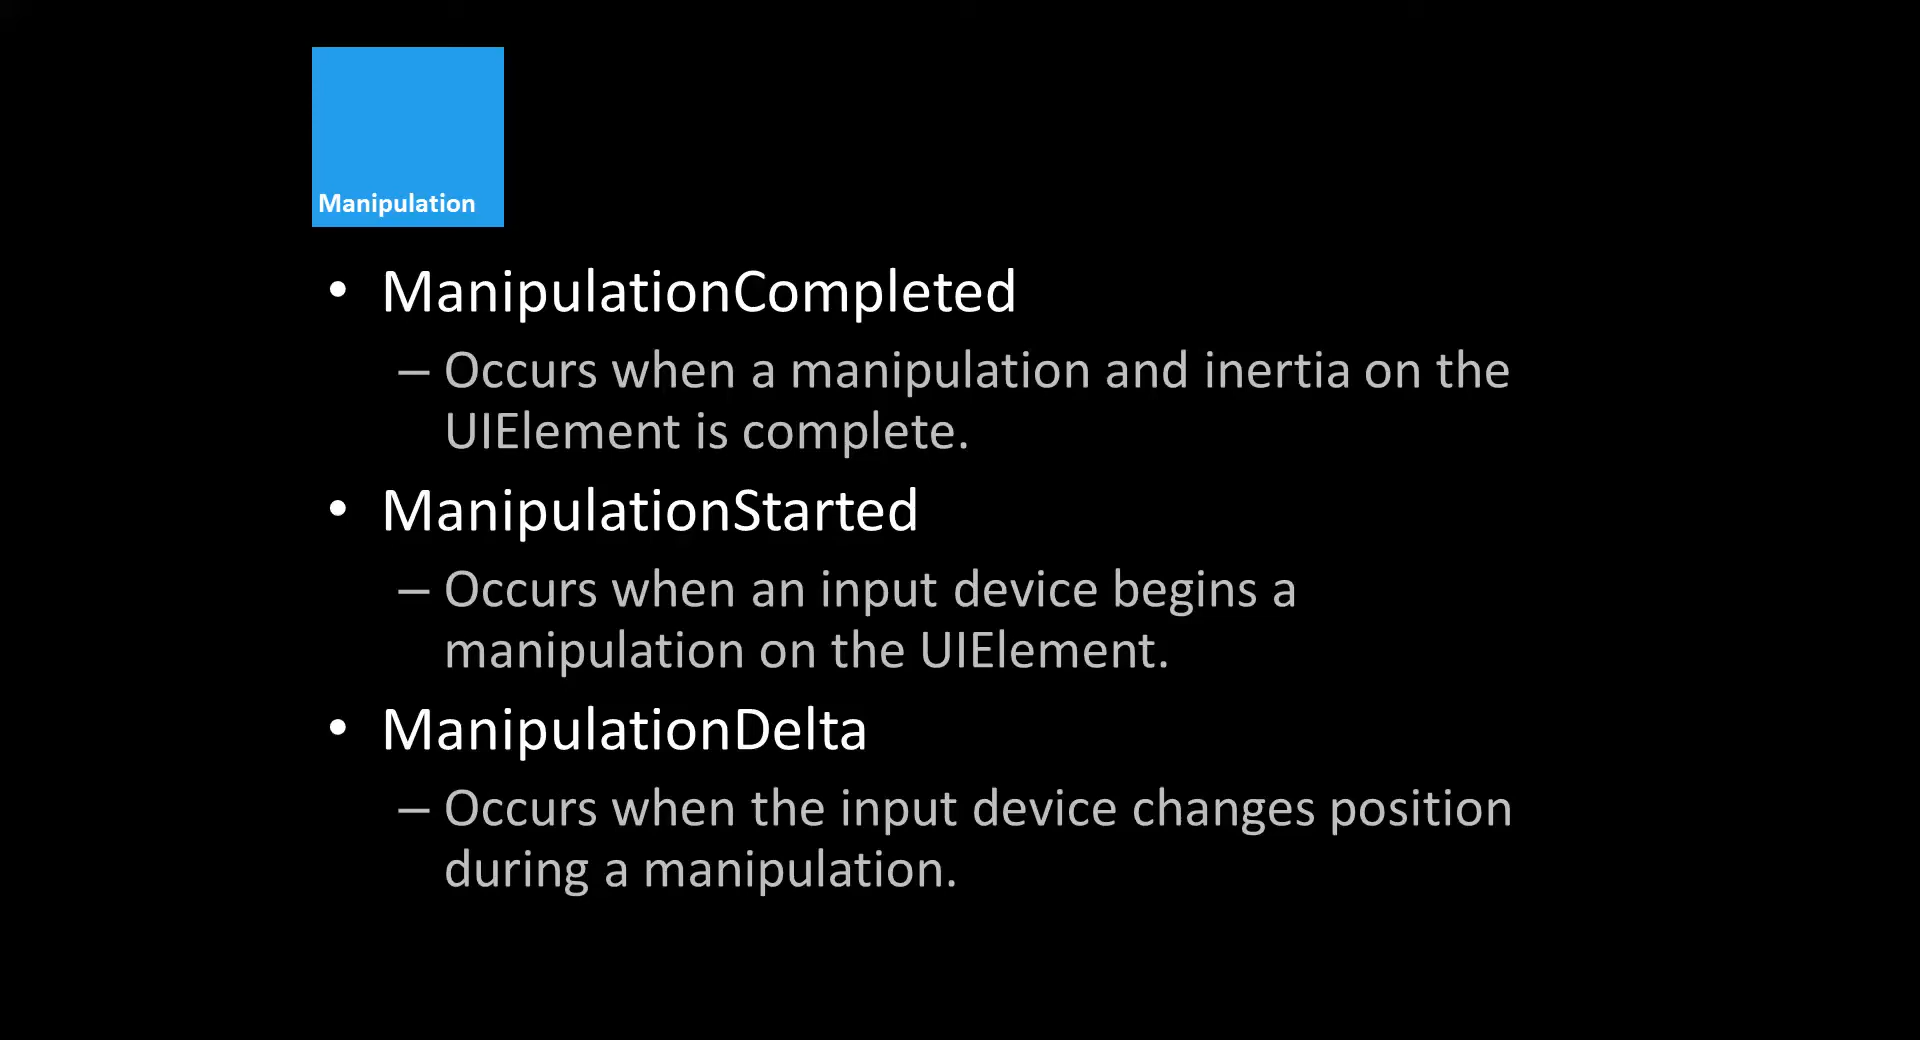 Manipulation
• ManipulationCompleted
– Occurs when a manipulation and inertia on the
UIElement is complete.
• ManipulationStarted
– Occurs when an input device begins a
manipulation on the UIElement.
• ManipulationDelta
– Occurs when the input device changes position
during a manipulation.